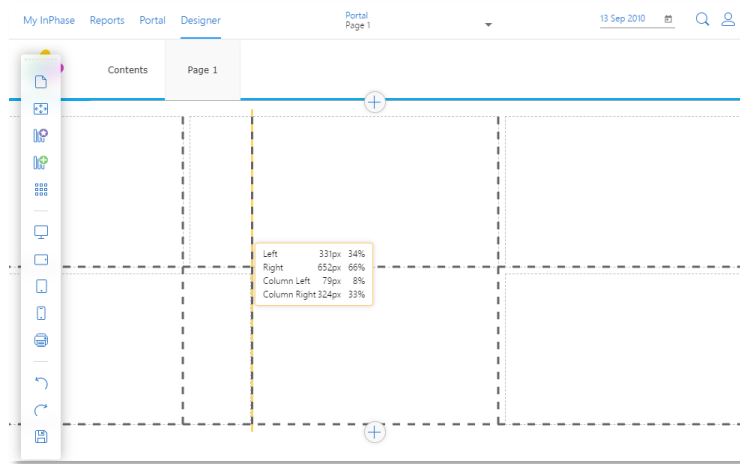 My InPhase Reports Portal Designer Portal 13 Sep 2010
Page 1
Contents Page 1
Left 331px 34%
Right 652px 66%
Column Left 79px 8%
Column Right 324px 33%